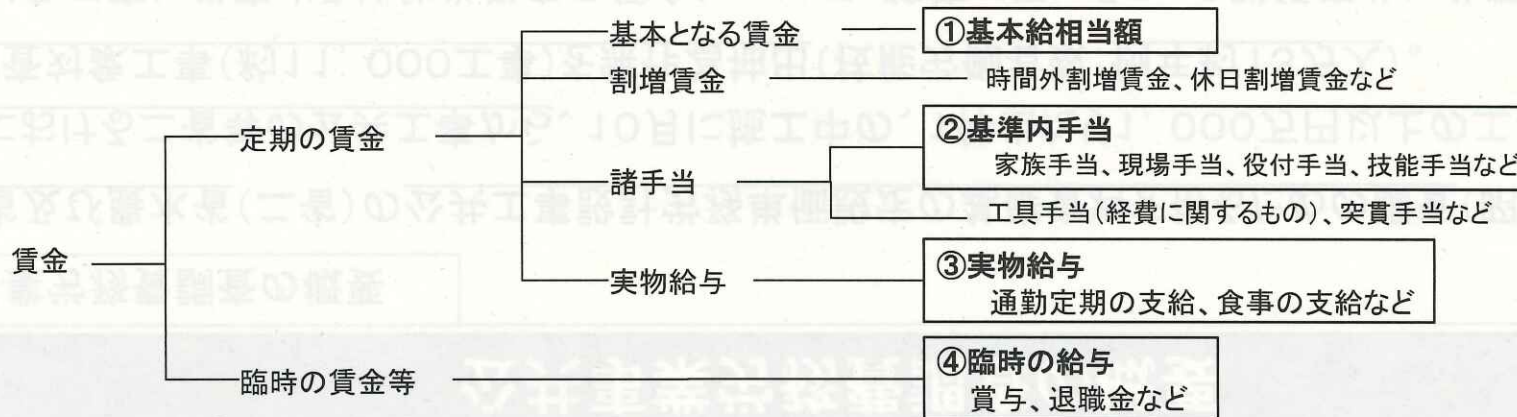 賃金
定期の賃金
基本となる賃金
①基本給相当額
割増賃金
時間外割増賃金、休日割増賃金など
諸手当
②基準内手当
家族手当、現場手当、役付手当、技能手当など
工具手当(経費に関するもの)、突貫手当など
実物給与
③実物給与
通勤定期の支給、食事の支給など
臨時の賃金等
④臨時の給与
賞与、退職金など